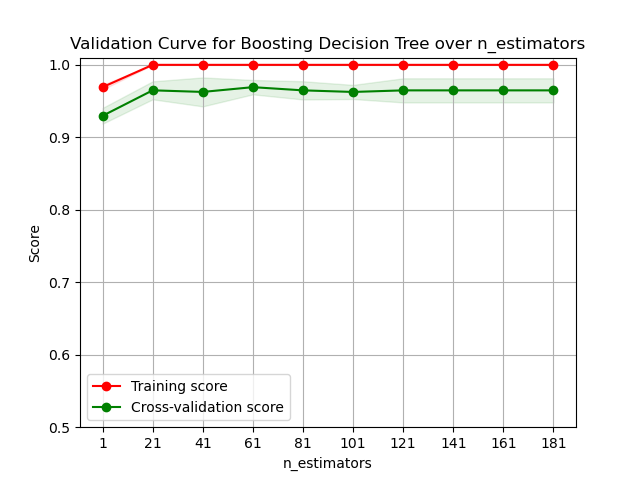 Validation Curve for Boosting Decision Tree over n_estimators
1.0
0.9
0.8
0.7
0.6
0.5
Score
Training score
Cross-validation score
1 21 41 61 81 101 121 141 161 181
n_estimators